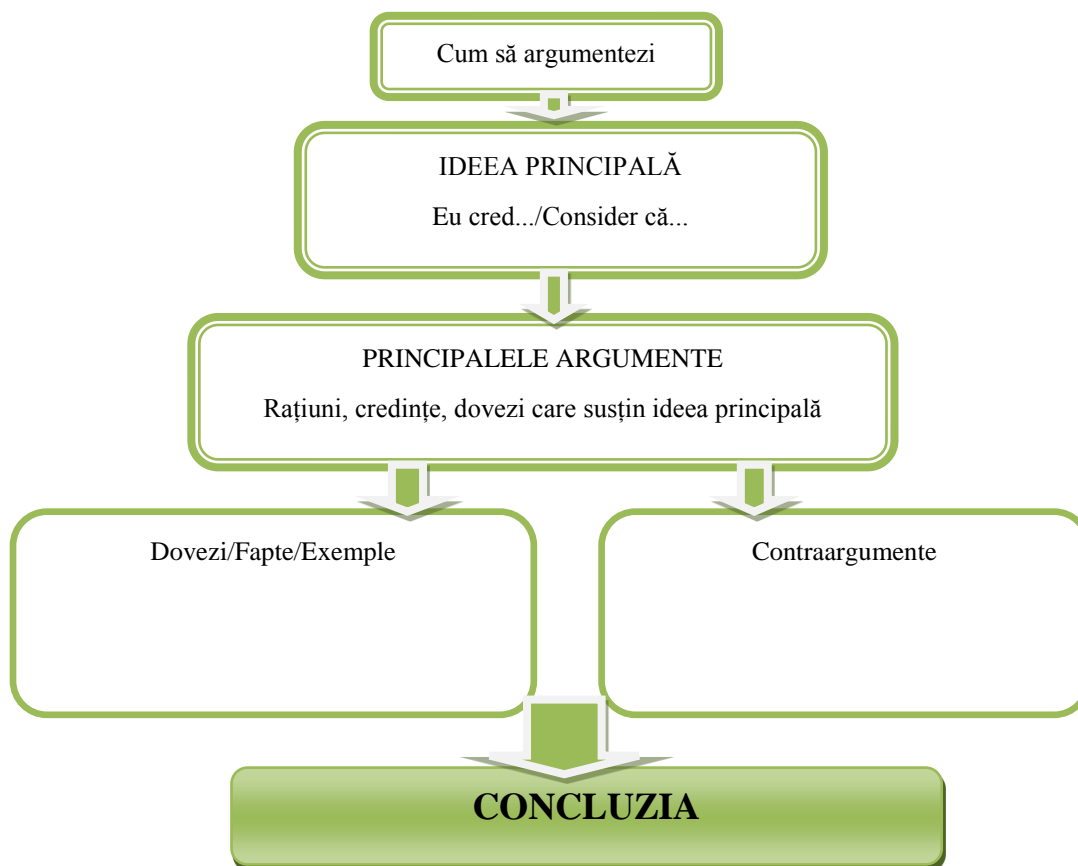 Cum să argumentezi
IDEEA PRINCIPALĂ
Eu cred.../Consider că...
PRINCIPALELE ARGUMENTE
Rațiuni, credințe, dovezi care susțin ideea principală
Dovezi/Fapte/Exemple
Contraargumente
CONCLUZIA